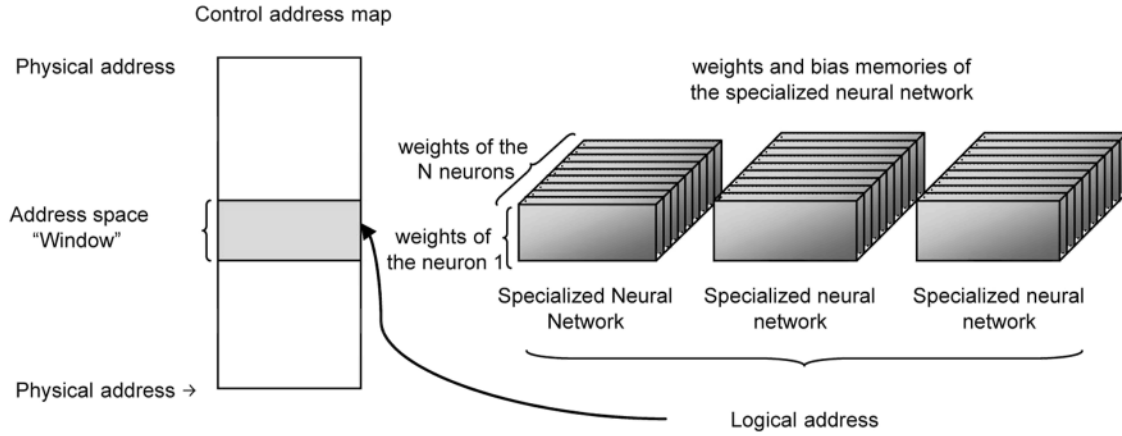 Control address map
Physical address
weights and bias memories of
the specialized neural network
weights of the
N neurons
Address space
“Window”
weights of
the neuron 1
Specialized Neural
Network
Specialized neural
network
Specialized neural
network
Physical address →
Logical address